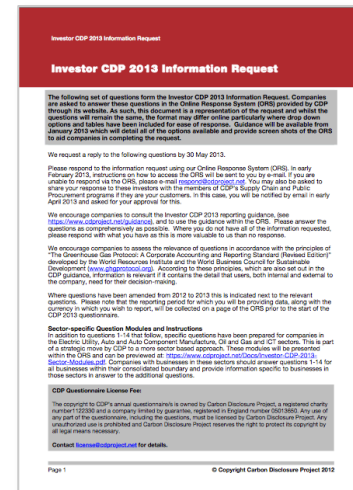 Investor CDP 2013 Information Request
Investor CDP 2013 Information Request
The following set of questions form the Investor CDP 2013 Information Request. Companies
are asked to answer these questions in the Online Response System (ORS) provided by CDP
through its website. As such, this document is a representation of the request and whilst the
questions will remain the same, the format may differ online particularly where drop down
options and tables have been included for ease of response. Guidance will be available from
January 2013 which will detail all of the options available and provide screen shots of the ORS
to aid companies in completing the request.
We request a reply to the following questions by 30 May 2013.
Please respond to the information request using our Online Response System (ORS). In early
February 2013, instructions on how to access the ORS will be sent to you by e-mail. If you are
unable to respond via the ORS, please e-mail respond@cdproject.net. You may also be asked to
share your response to these investors with the members of CDP's Supply Chain and Public
Procurement programs if they are your customers. In this case, you will be notified by email in early
April 2013 and asked for your approval for this.
We encourage companies to consult the Investor CDP 2013 reporting guidance, (see
https://www.cdproject.net/guidance), and to use the guidance within the ORS. Please answer the
questions as comprehensively as possible. Where you do not have all of the information requested,
please respond with what you have as this is more valuable to us than no response.
We encourage companies to assess the relevance of questions in accordance with the principles of
"The Greenhouse Gas Protocol: A Corporate Accounting and Reporting Standard (Revised Edition)"
developed by the World Resources Institute and the World Business Council for Sustainable
Development (www.ghgprotocol.org). According to these principles, which are also set out in the
CDP guidance, information is relevant if it contains the detail that users, both internal and external to
the company, need for their decision-making.
Where questions have been amended from 2012 to 2013 this is indicated next to the relevant
questions. Please note that the reporting period for which you will be providing data, along with the
currency in which you wish to report, will be collected on a page of the ORS prior to the start of the
CDP 2013 questionnaire.
Sector-specific Question Modules and Instructions
In addition to questions 1-14 that follow, specific questions have been prepared for companies in
the Electric Utility, Auto and Auto Component Manufacture, Oil and Gas and ICT sectors. This is part
of a strategic move by CDP to a more sector based approach. These modules will be presented
within the ORS and can be previewed at: https://www.cdproject.net/Docs/Investor-CDP-2013-
Sector-Modules.pdf. Companies with businesses in these sectors should answer questions 1-14 for
all businesses within their consolidated boundary and provide information specific to businesses in
those sectors in answer to the additional questions.
CDP Questionnaire License Fee:
The copyright to CDP's annual questionnaire/s is owned by Carbon Disclosure Project, a registered charity
number1122330 and a company limited by guarantee, registered in England number 05013650. Any use of
any part of the questionnaire, including the questions, must be licensed by Carbon Disclosure Project. Any
unauthorized use is prohibited and Carbon Disclosure Project reserves the right to protect its copyright by
all legal means necessary.
Contact license@cdproject.net for details.
Page 1 © Copyright Carbon Disclosure Project 2012